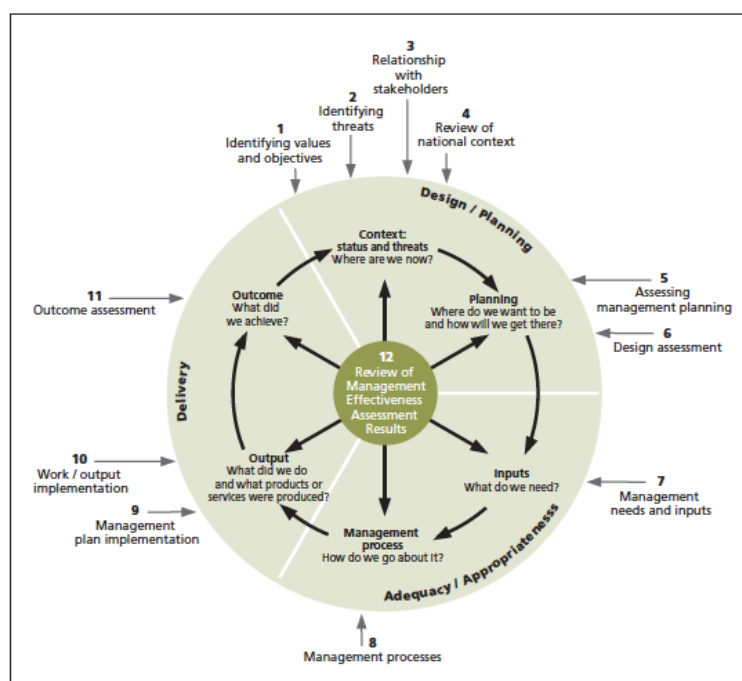 3
Relationship
with
stakeholders
2
Identifying
threats
4
Review of
national context
1
Identifying values
and objectives
Design / Planning
Context:
status and threats
Where are we now?
5
Assessing
management planning
11
Outcome assessment
Outcome
What did
we achieve?
Planning
Where do we want to be
and how will we get there?
6
Design assessment
12
Review of
Management
Effectiveness
Assessment
Results
Delivery
10
Work / output
implementation
Output
What did we do
and what products or
services were produced?
Inputs
What do we need?
7
Management
needs and inputs
9
Management
plan implementation
Management
process
How do we go about it?
Adequacy / Appropriatenesss
8
Management processes